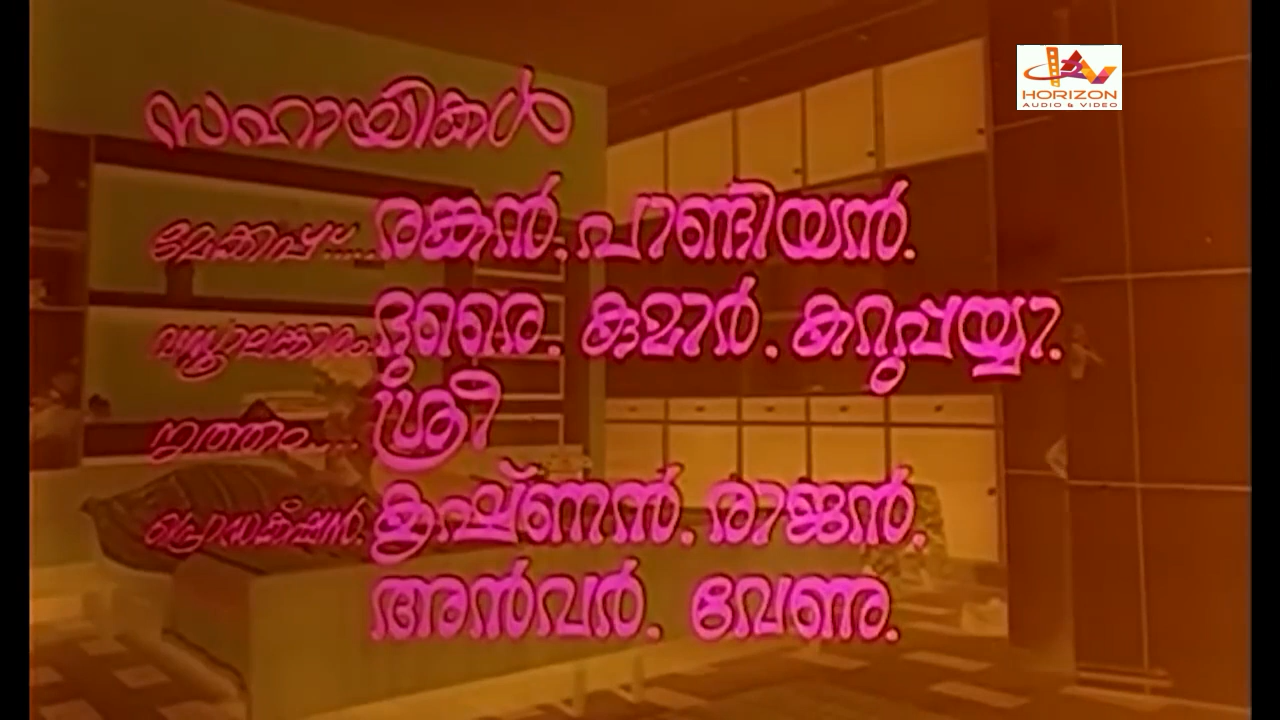 HORIZON
AUDIO & VIDEO
സഹായികൾ
മേക്കപ്പ്..... രങ്കൻ. പാണ്ടിയൻ.
വസ്ത്രാലങ്കാരം. ദുരൈ. കുമാർ. കറുപ്പയ്യാ.
നൃത്തം.... ശ്രീ
പ്രൊഡക്ഷൻ. കൃഷ്ണൻ. രാജൻ.
അൻവർ. വേണു.